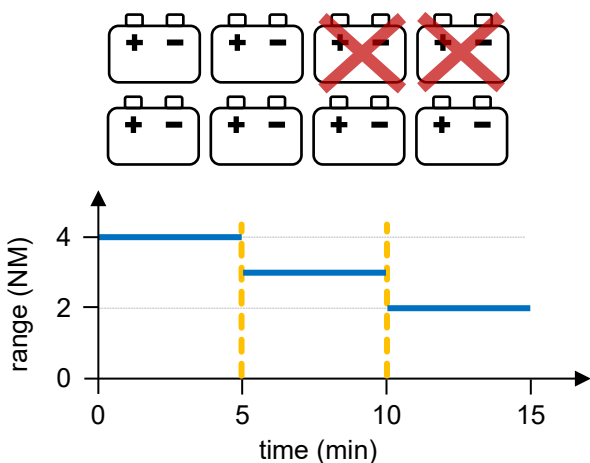 + − + − + − + −
+ − + − + − + −
range (NM)
4
2
0
0 5 10 15
time (min)